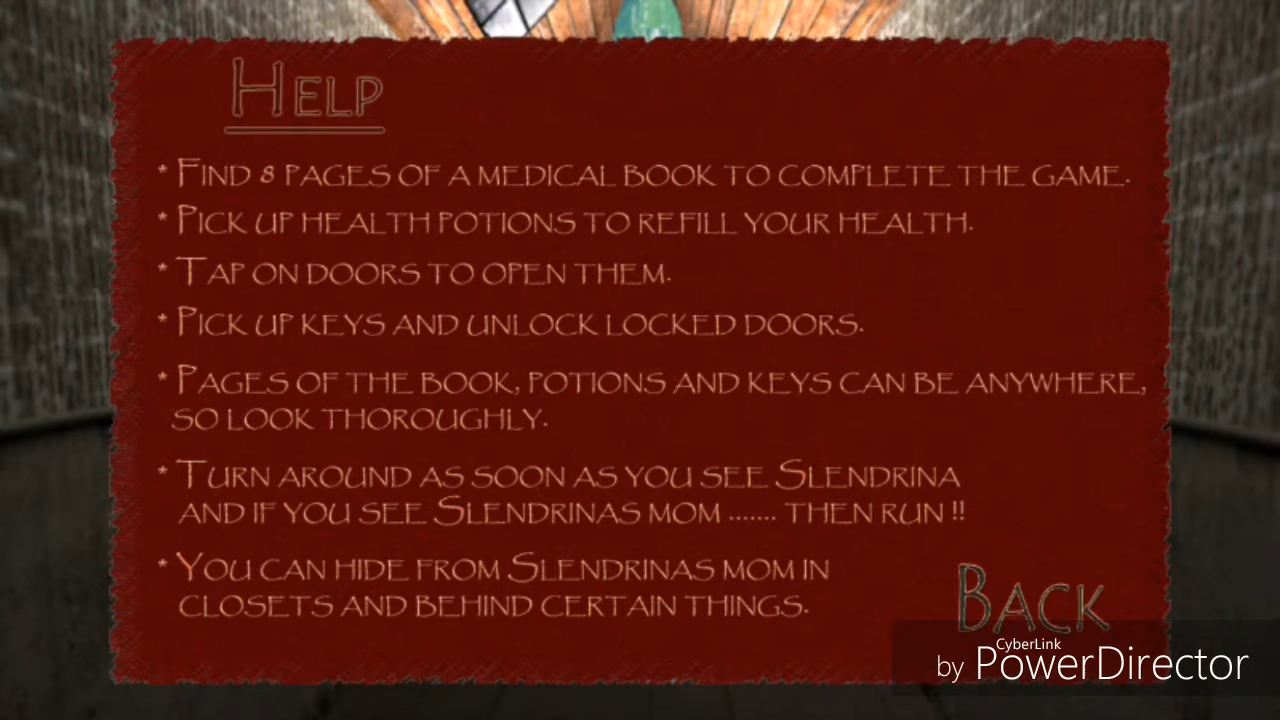 Help
* Find 8 pages of a medical book to complete the game.
* Pick up health potions to refill your health.
* Tap on doors to open them.
* Pick up keys and unlock locked doors.
* Pages of the book, potions and keys can be anywhere,
so look thoroughly.
* Turn around as soon as you see Slendrina
and if you see Slendrinas mom ....... then run !!
* You can hide from Slendrinas mom in
closets and behind certain things.
Back
CyberLink
by PowerDirector